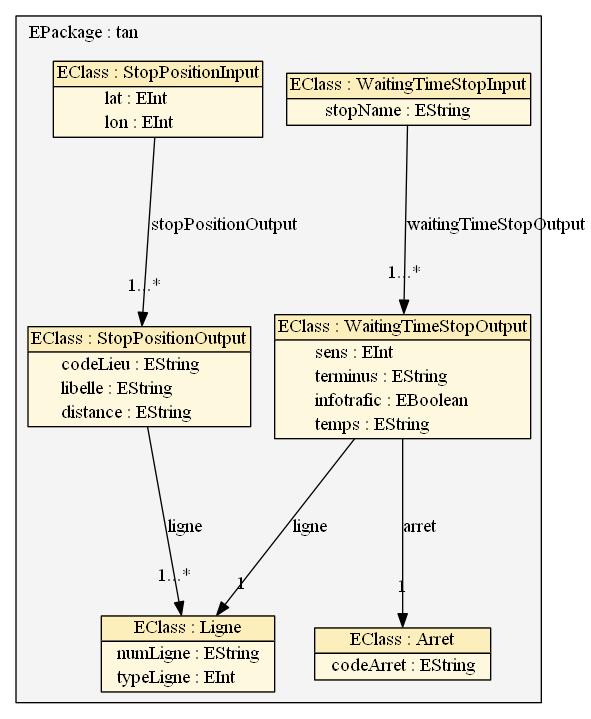 EPackage : tan
EClass : StopPositionInput
lat : EInt
lon : EInt
EClass : WaitingTimeStopInput
stopName : EString
stopPositionOutput
waitingTimeStopOutput
1...*
1...*
EClass : StopPositionOutput
codeLieu : EString
libelle : EString
distance : EString
EClass : WaitingTimeStopOutput
sens : EInt
terminus : EString
infotrafic : EBoolean
temps : EString
ligne
ligne
arret
1...*
1
1
EClass : Ligne
numLigne : EString
typeLigne : EInt
EClass : Arret
codeArret : EString